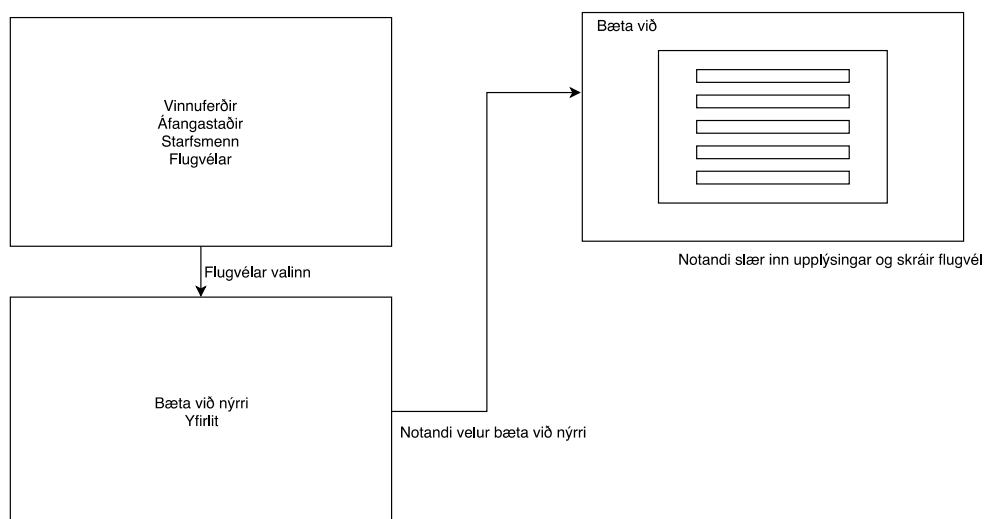 Vinnuferðir
Áfangastaðir
Starfsmenn
Flugvélar
Flugvélar valinn
Bæta við nýrri
Yfirlit
Notandi velur bæta við nýrri
Bæta við
Notandi slær inn upplýsingar og skráir flugvél